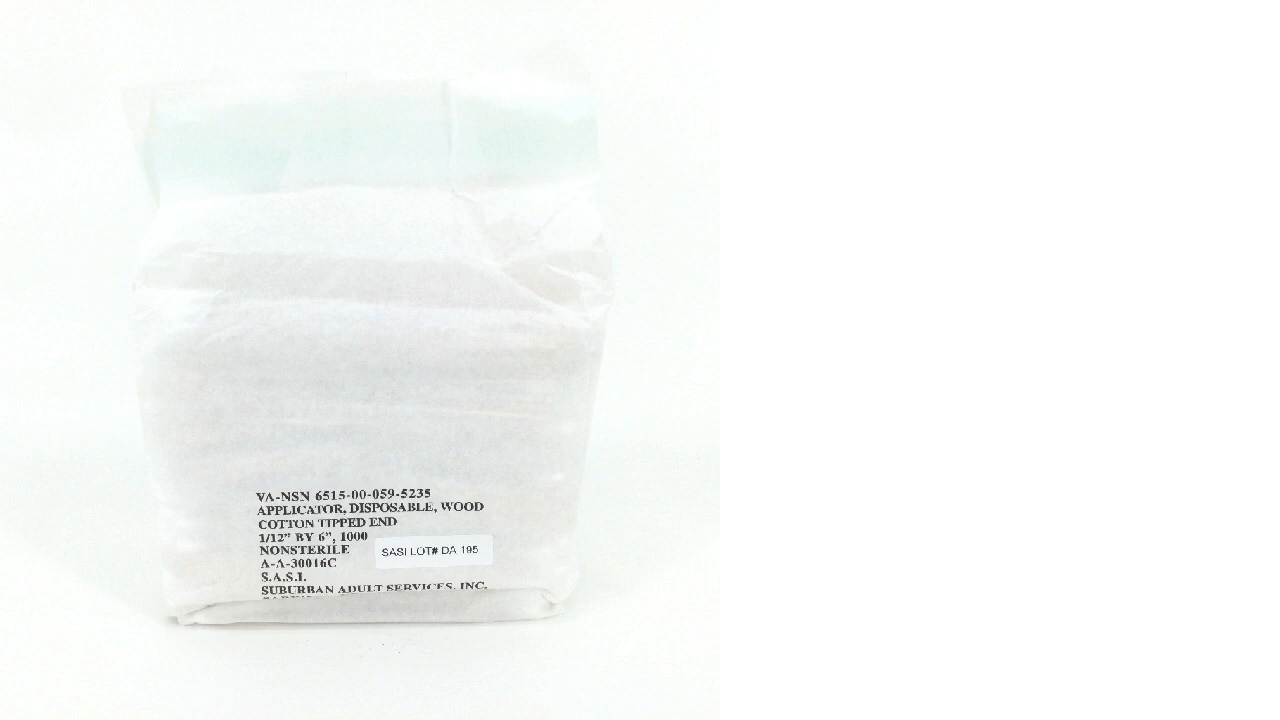 VA-NSN 6515-00-059-5235
APPLICATOR, DISPOSABLE, WOOD
COTTON TIPPED END
1/12" BY 6", 1000
NONSTERILE
SASI LOT# DA 195
A-A-30016C
S.A.S.I.
SUBURBAN ADULT SERVICES, INC.